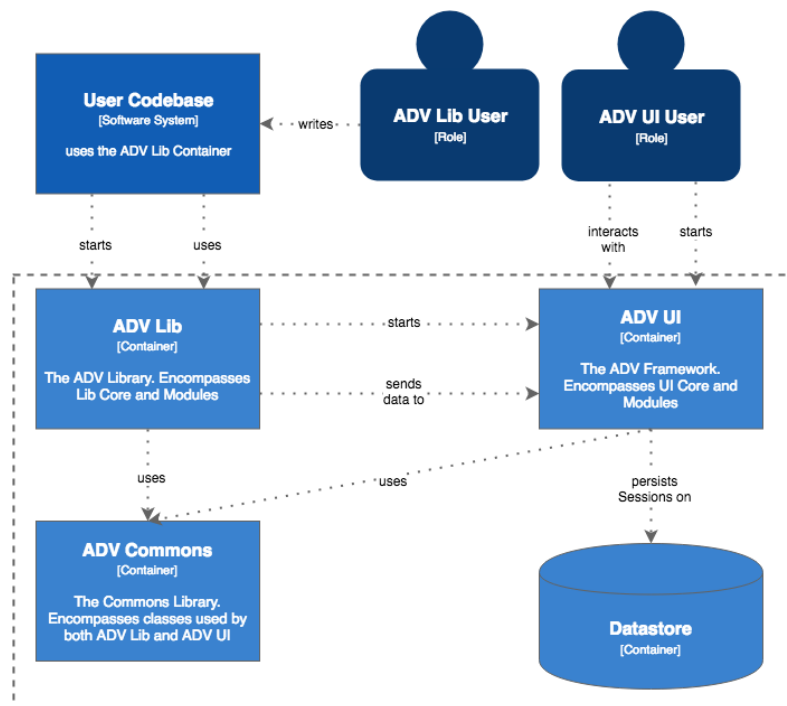 User Codebase
[Software System]
uses the ADV Lib Container
writes
ADV Lib User
[Role]
ADV UI User
[Role]
starts
uses
interacts
with
starts
ADV Lib
[Container]
The ADV Library. Encompasses
Lib Core and Modules
starts
sends
data to
ADV UI
[Container]
The ADV Framework.
Encompasses UI Core and
Modules
uses
uses
persists
Sessions on
ADV Commons
[Container]
The Commons Library.
Encompasses classes used by
both ADV Lib and ADV UI
Datastore
[Container]